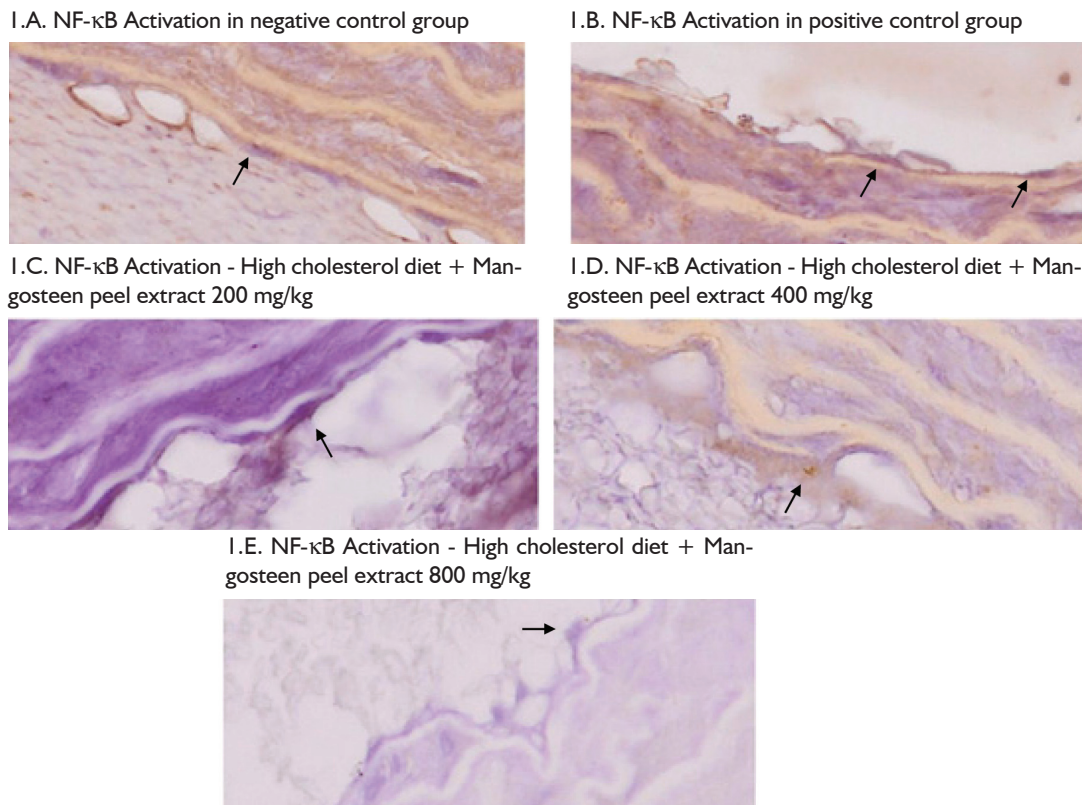 1.A. NF-κB Activation in negative control group
1.B. NF-κB Activation in positive control group
1.C. NF-κB Activation - High cholesterol diet + Man-
gosteen peel extract 200 mg/kg
1.D. NF-κB Activation - High cholesterol diet + Man-
gosteen peel extract 400 mg/kg
1.E. NF-κB Activation - High cholesterol diet + Man-
gosteen peel extract 800 mg/kg